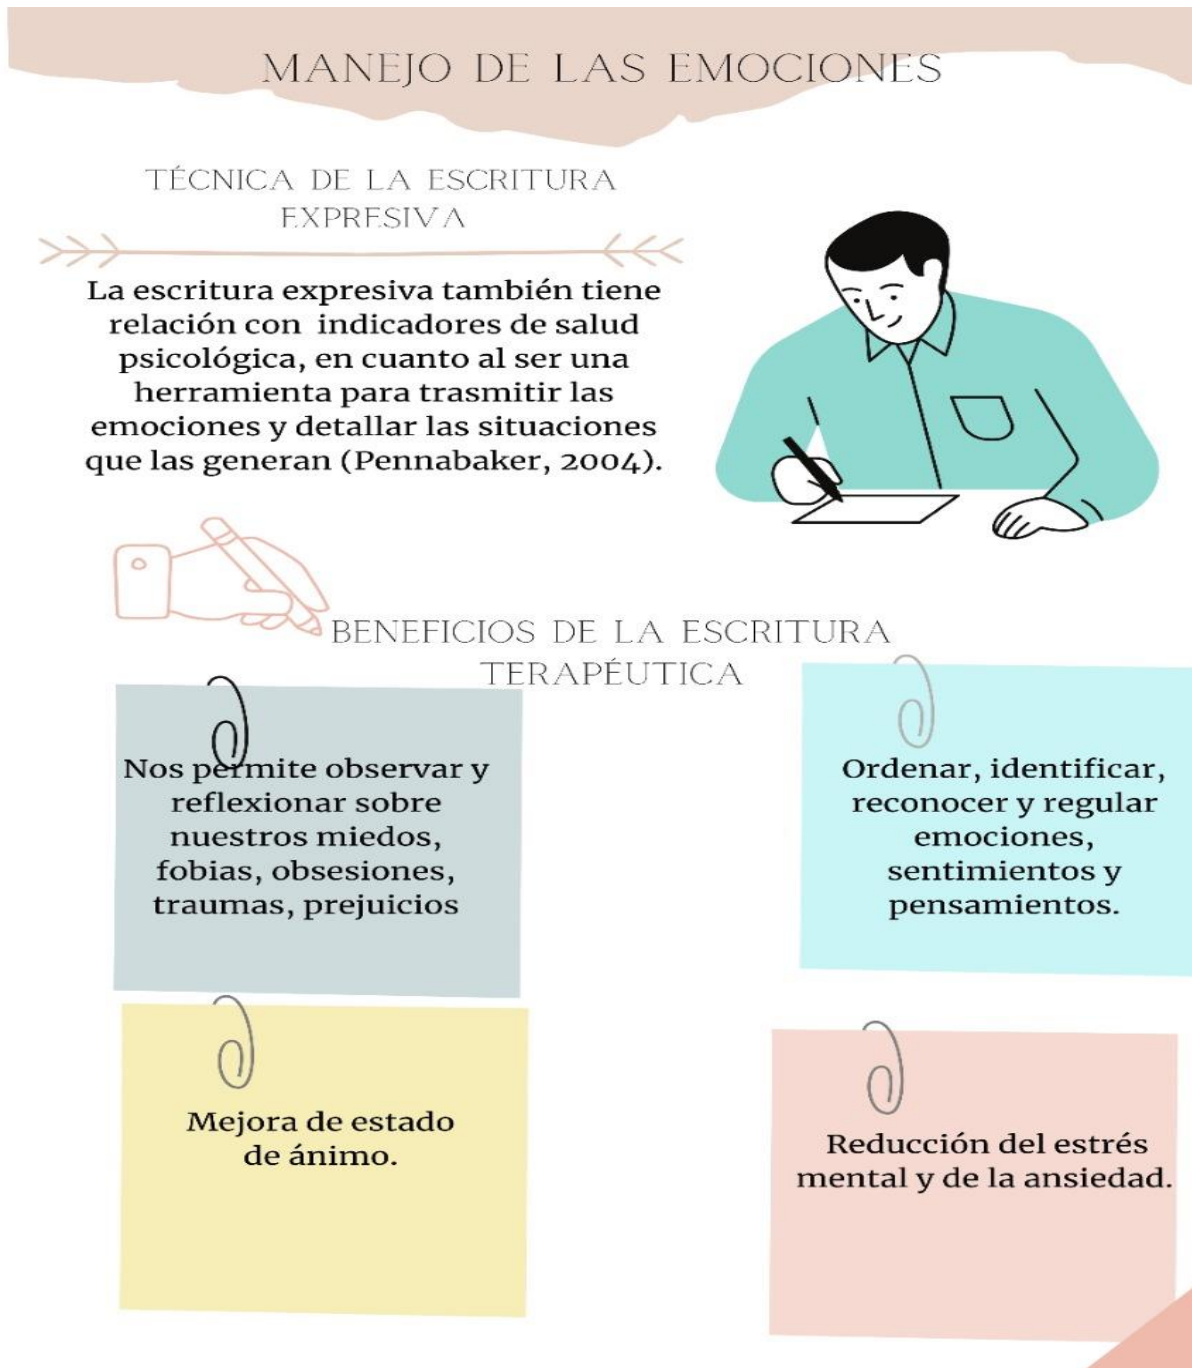 MANEJO DE LAS EMOCIONES
TÉCNICA DE LA ESCRITURA
EXPRESIVA
La escritura expresiva también tiene
relación con indicadores de salud
psicológica, en cuanto al ser una
herramienta para trasmitir las
emociones y detallar las situaciones
que las generan (Pennabaker, 2004).
BENEFICIOS DE LA ESCRITURA
TERAPÉUTICA
Nos permite observar y
reflexionar sobre
nuestros miedos,
fobias, obsesiones,
traumas, prejuicios
Ordenar, identificar,
reconocer y regular
emociones,
sentimientos y
pensamientos.
Mejora de estado
de ánimo.
Reducción del estrés
mental y de la ansiedad.